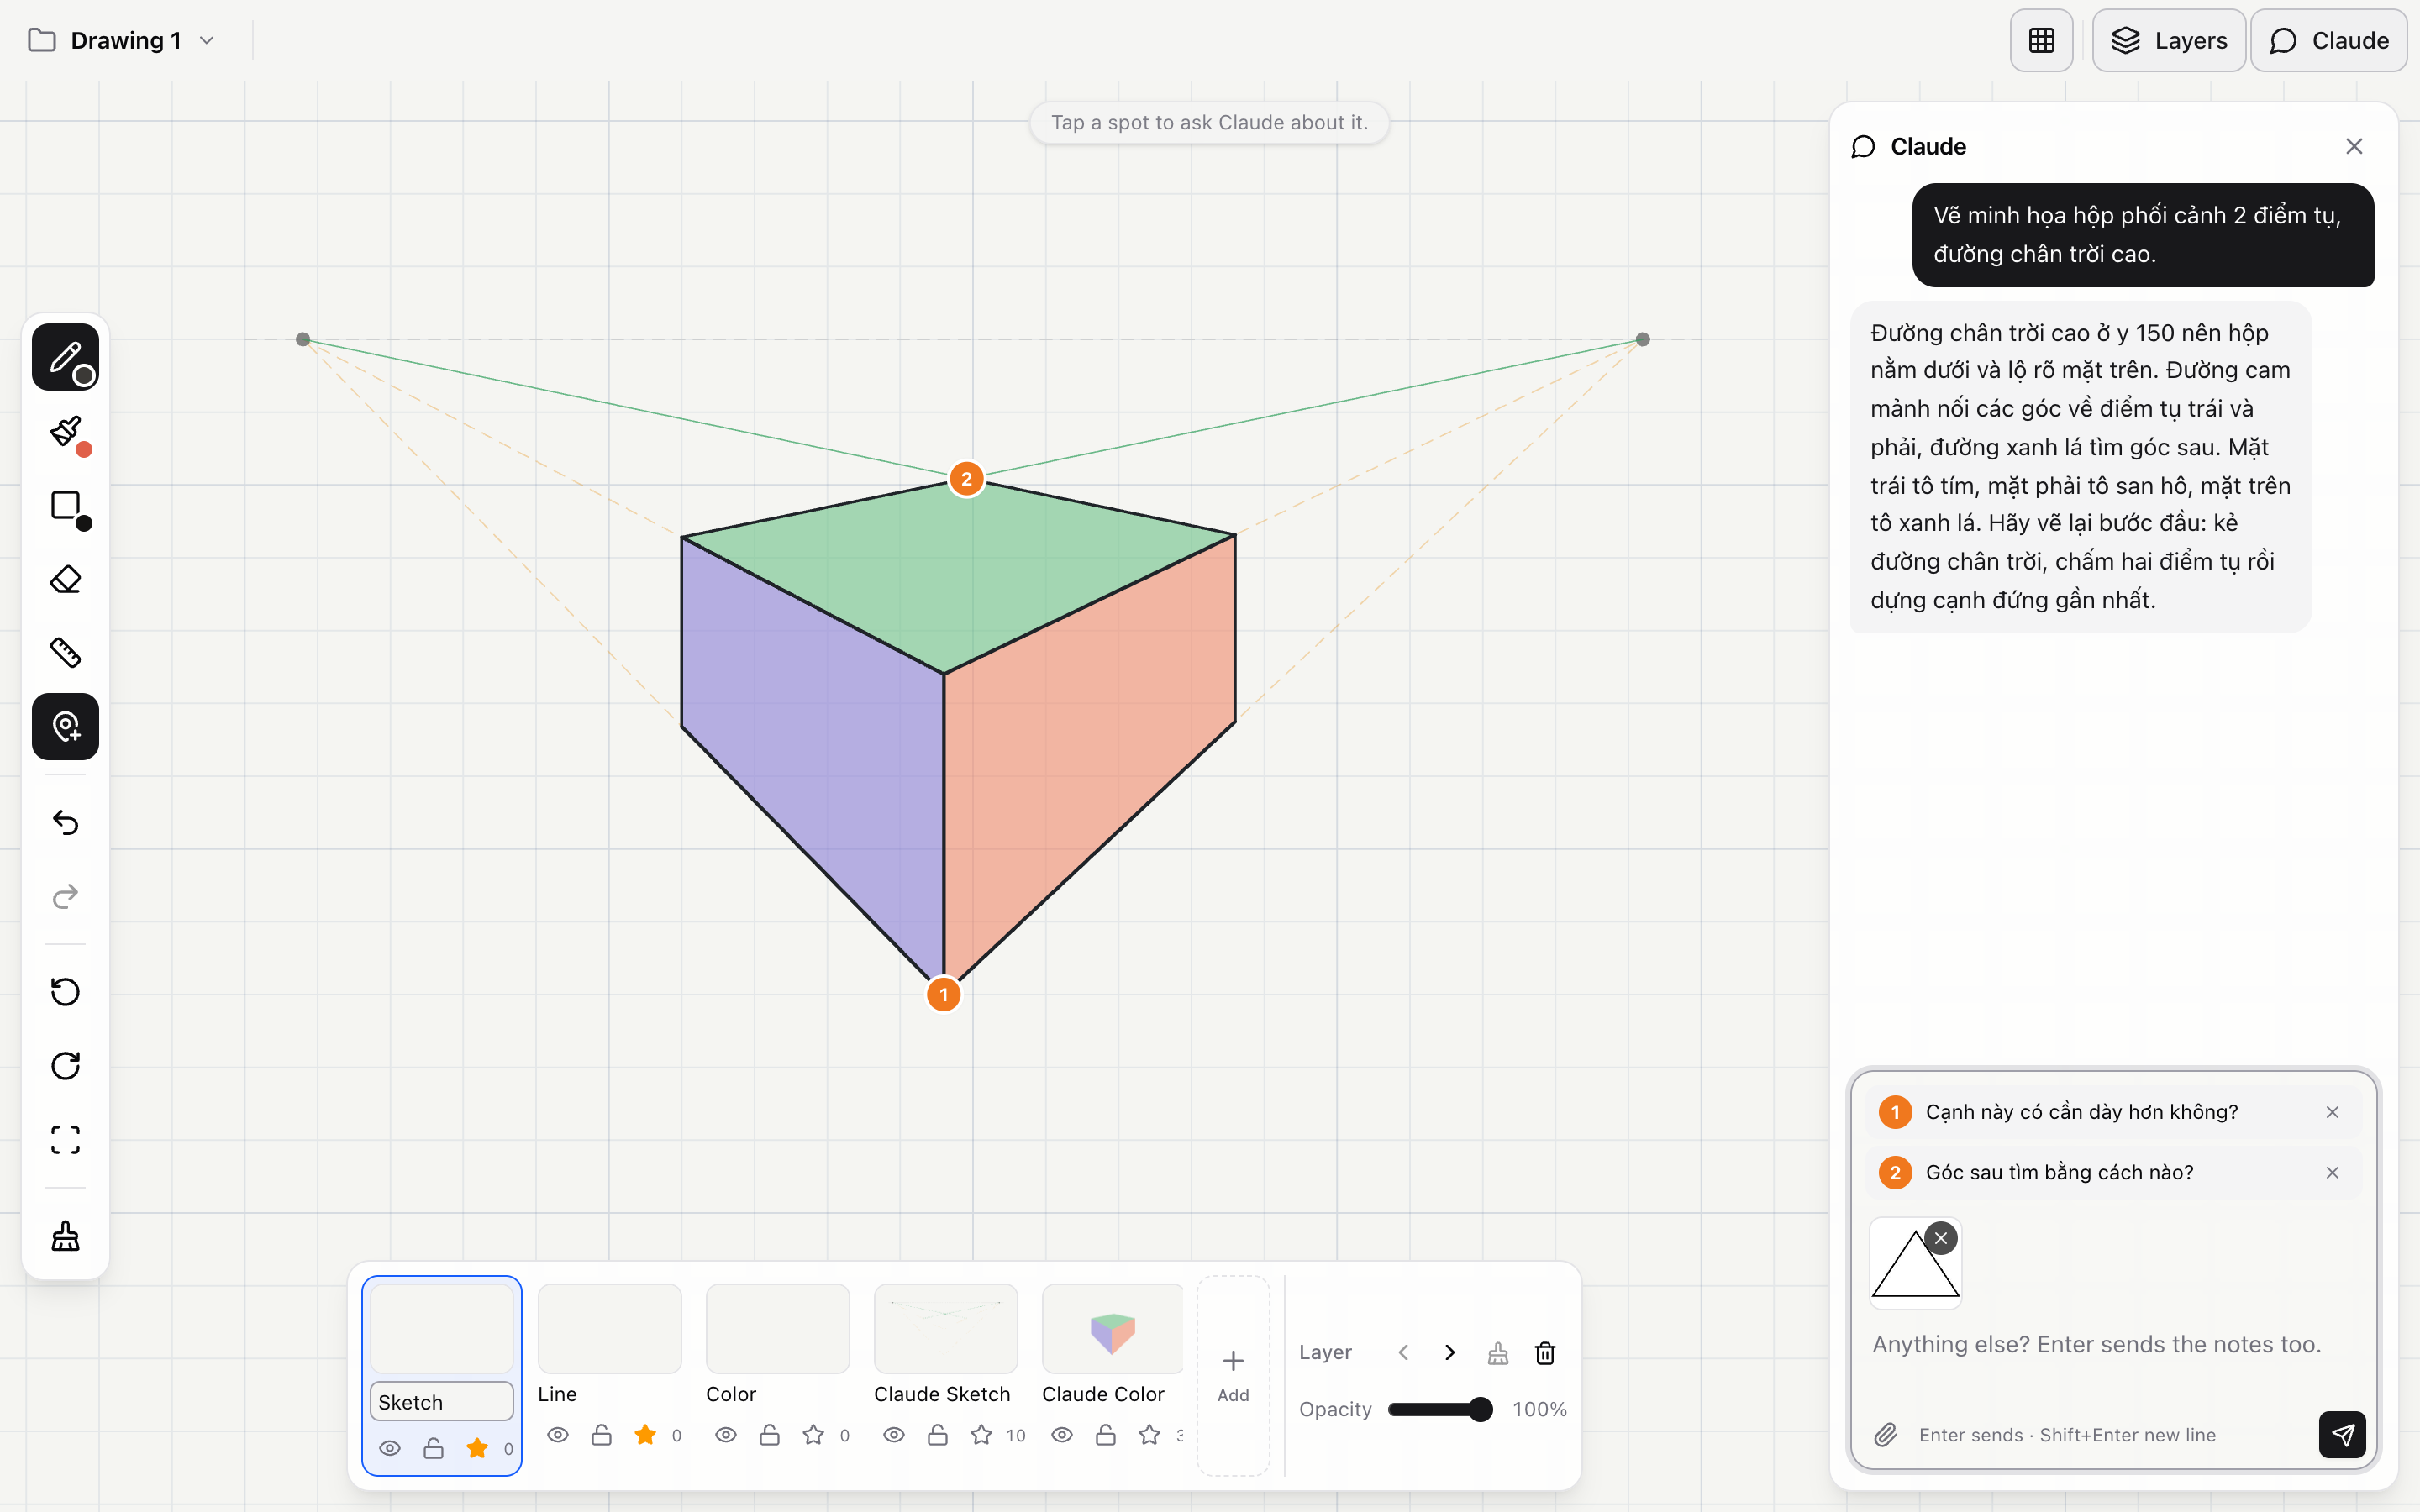 Drawing 1
Layers
Claude
Tap a spot to ask Claude about it.
Claude
Vẽ minh họa hộp phối cảnh 2 điểm tụ,
đường chân trời cao.
Đường chân trời cao ở y 150 nên hộp
nằm dưới và lộ rõ mặt trên. Đường cam
mảnh nối các góc về điểm tụ trái và
phải, đường xanh lá tìm góc sau. Mặt
trái tô tím, mặt phải tô san hô, mặt trên
tô xanh lá. Hãy vẽ lại bước đầu: kẻ
đường chân trời, chấm hai điểm tụ rồi
dựng cạnh đứng gần nhất.
2
1
1 Cạnh này có cần dày hơn không?
2 Góc sau tìm bằng cách nào?
Anything else? Enter sends the notes too.
Enter sends · Shift+Enter new line
Sketch
0
Line
0
Color
0
Claude Sketch
10
Claude Color
Add
Layer
Opacity
100%